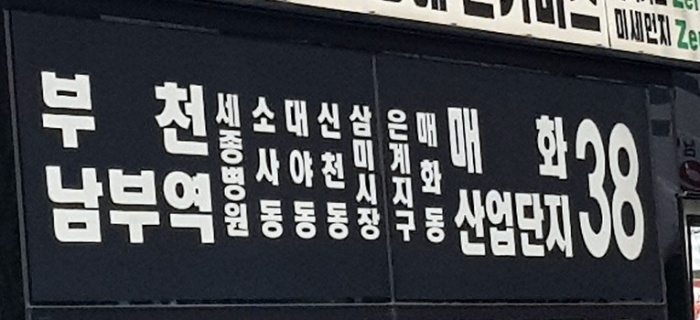 미세먼지 Zer
부천 남부역
세종병원
소사동
대야동
신천동
삼미시장
은계지구
매화동
매화 산업단지
38